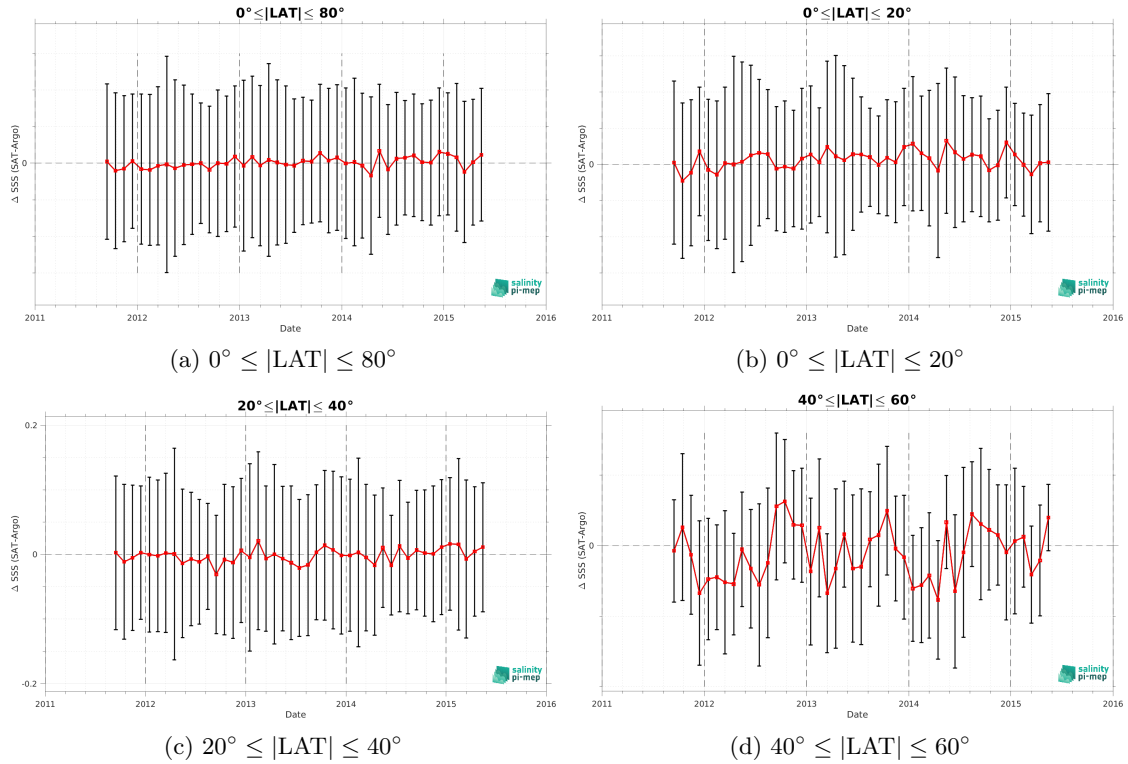 0°≤|LAT|≤ 80°
Δ SSS (SAT-Argo)
0
salinity
pi-mep
2011 2012 2013 2014 2015 2016
Date
(a) 0° ≤ |LAT| ≤ 80°
0°≤|LAT|≤ 20°
Δ SSS (SAT-Argo)
0
salinity
pi-mep
2011 2012 2013 2014 2015 2016
Date
(b) 0° ≤ |LAT| ≤ 20°
20°≤|LAT|≤ 40°
Δ SSS (SAT-Argo)
0.2
0
-0.2
salinity
pi-mep
2011 2012 2013 2014 2015 2016
Date
(c) 20° ≤ |LAT| ≤ 40°
40°≤|LAT|≤ 60°
Δ SSS (SAT-Argo)
0
salinity
pi-mep
2011 2012 2013 2014 2015 2016
Date
(d) 40° ≤ |LAT| ≤ 60°